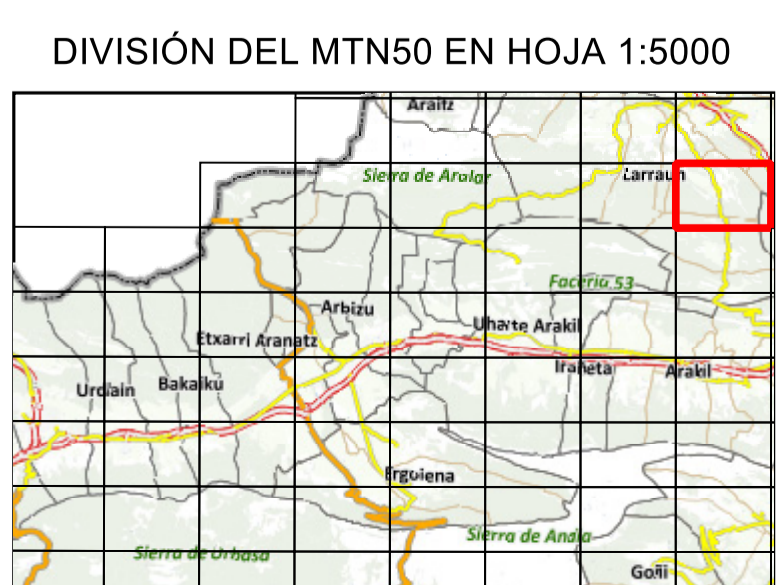 DIVISIÓN DEL MTN50 EN HOJA 1:5000
Araitz
Sierra de Aralar
Larraun
Facería 53
Arbizu
Uharte Arakil
Etxarri Aranatz
Irañeta
Arakil
Urdiain
Bakaiku
Ergoiena
Sierra de Andia
Sierra de Urbasa
Goñi